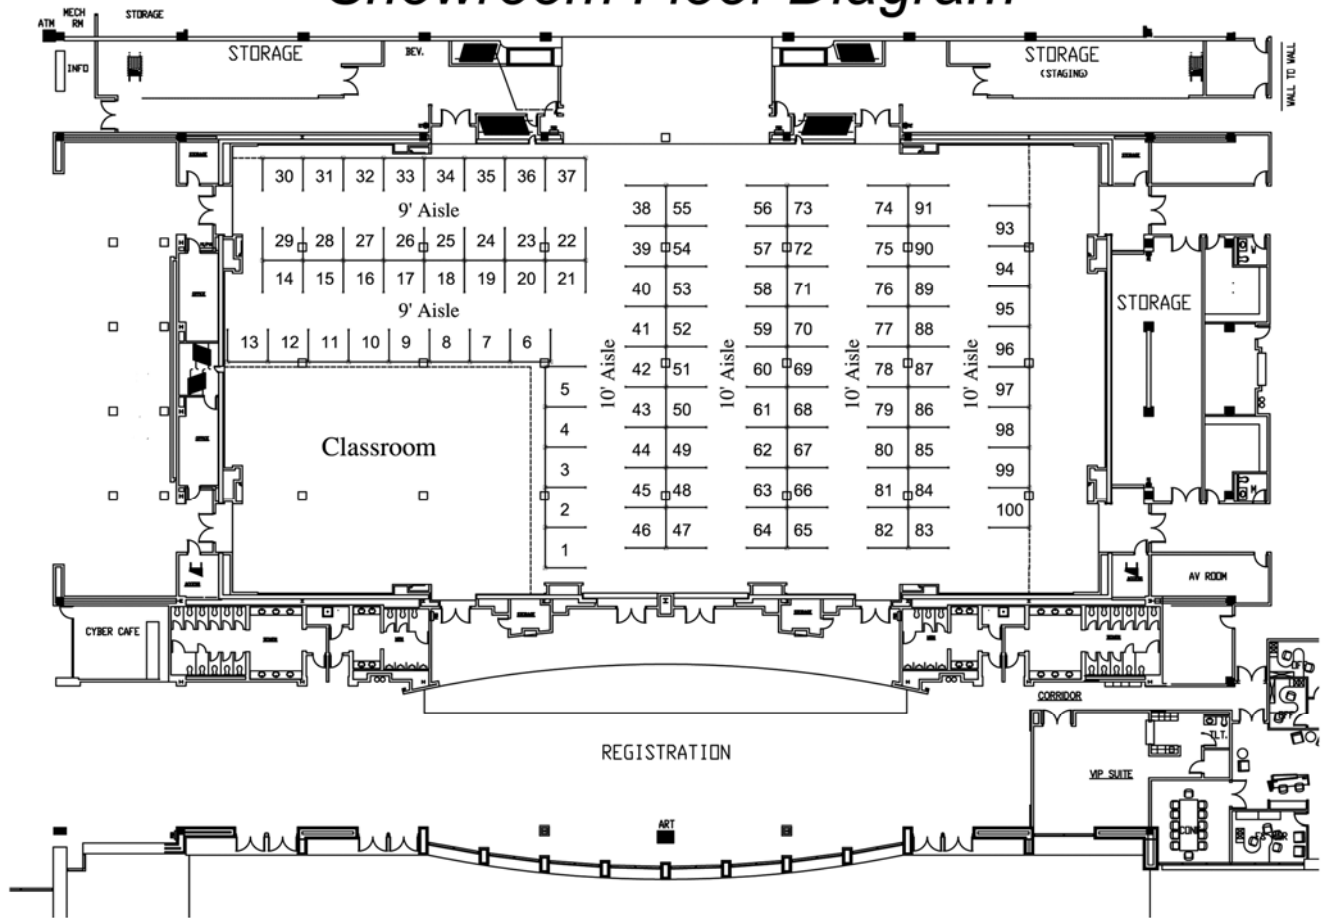 Showroom Floor Diagram
ATM
MECH RM
STORAGE
INFO
STORAGE
BEV.
STORAGE
(STAGING)
WALL TO WALL
STORAGE
STORAGE
30 31 32 33 34 35 36 37
9' Aisle
29 28 27 26 25 24 23 22
14 15 16 17 18 19 20 21
9' Aisle
13 12 11 10 9 8 7 6
5
4
3
2
1
Classroom
10' Aisle
38 55
39 54
40 53
41 52
42 51
43 50
44 49
45 48
46 47
10' Aisle
56 73
57 72
58 71
59 70
60 69
61 68
62 67
63 66
64 65
10' Aisle
74 91
75 90
76 89
77 88
78 87
79 86
80 85
81 84
82 83
10' Aisle
93
94
95
96
97
98
99
100
STORAGE
W
M
AV ROOM
CYBER CAFE
STORAGE
STORAGE
CORRIDOR
REGISTRATION
VIP SUITE
TLT.
ART